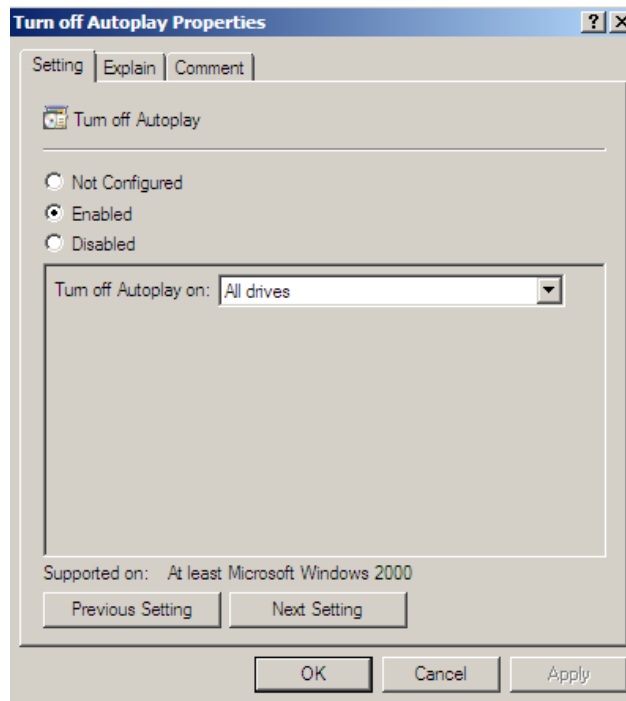 Turn off Autoplay Properties
Setting Explain Comment
Turn off Autoplay
Not Configured
Enabled
Disabled
Turn off Autoplay on: All drives
Supported on: At least Microsoft Windows 2000
Previous Setting Next Setting
OK Cancel Apply